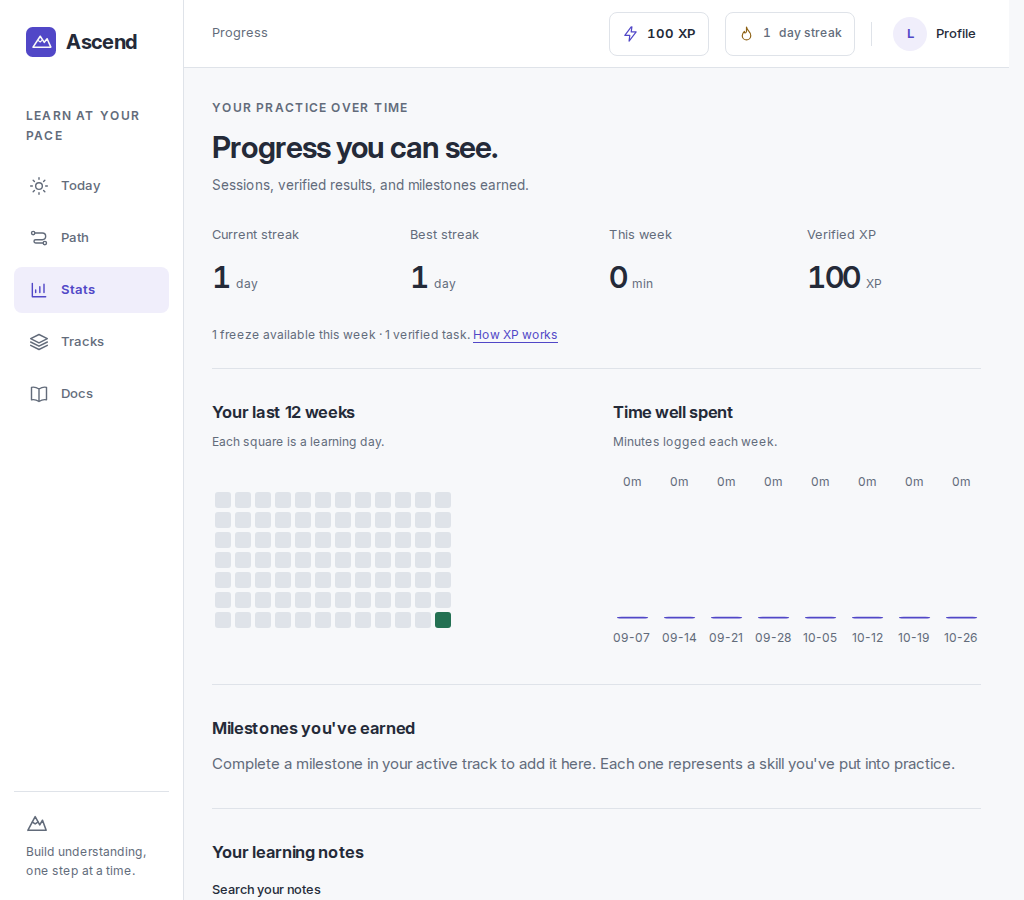 Ascend
LEARN AT YOUR
PACE
Today
Path
Stats
Tracks
Docs
Build understanding,
one step at a time.
Progress
100 XP
1 day streak
L
Profile
YOUR PRACTICE OVER TIME
Progress you can see.
Sessions, verified results, and milestones earned.
Current streak
1 day
Best streak
1 day
This week
0 min
Verified XP
100 XP
1 freeze available this week · 1 verified task. How XP works
Your last 12 weeks
Each square is a learning day.
Time well spent
Minutes logged each week.
0m 0m 0m 0m 0m 0m 0m 0m
09-07 09-14 09-21 09-28 10-05 10-12 10-19 10-26
Milestones you've earned
Complete a milestone in your active track to add it here. Each one represents a skill you've put into practice.
Your learning notes
Search your notes